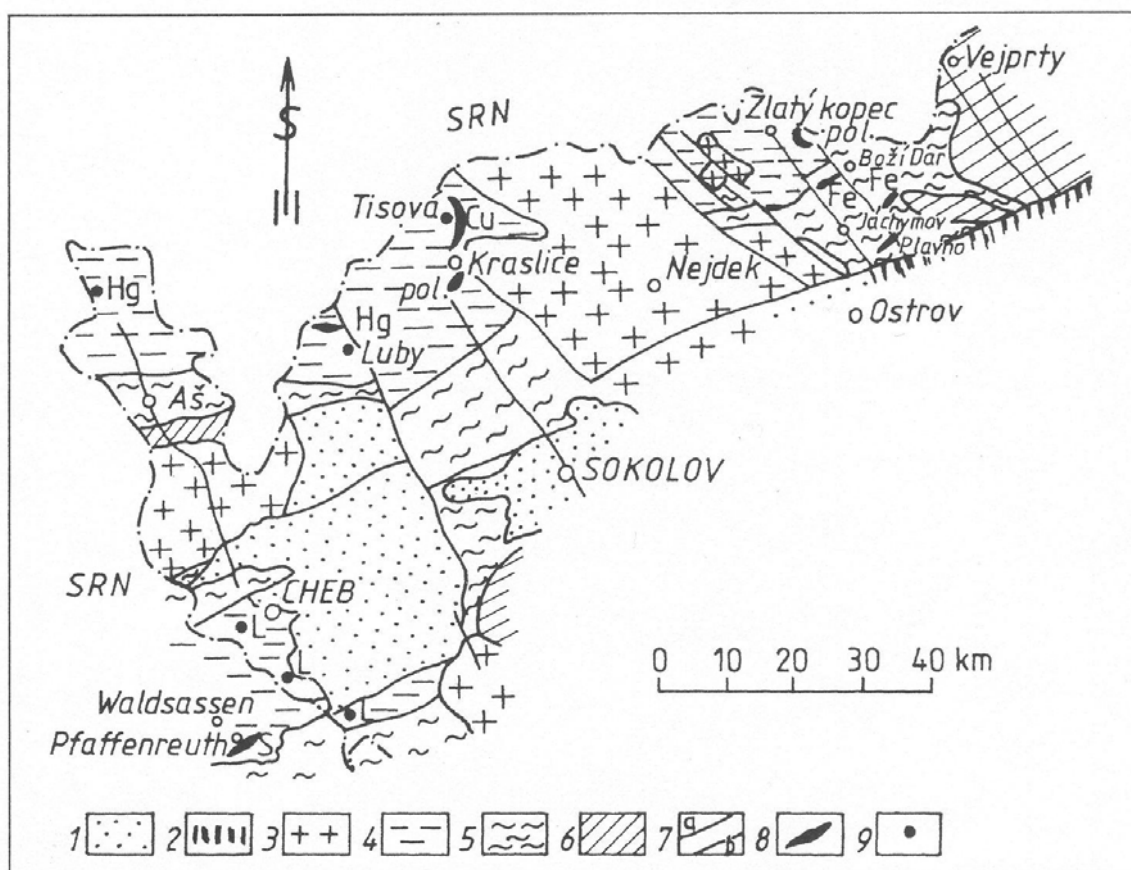 Vejprty
SRN
Zlatý kopec
pol
S
Boží Dar
Fe
Fe
Tisová
Cu
Jáchymov
Plavno
Kraslice
Nejdek
Hg
pol
Ostrov
Hg
Luby
Aš
SOKOLOV
SRN
CHEB
L
L
0 10 20 30 40 km
Waldsassen
L
Pfaffenreuth S
1 2 3 4 5 6 7 a b 8 9